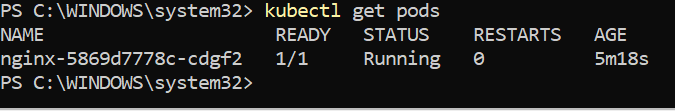 PS C:\WINDOWS\system32> kubectl get pods
NAME READY STATUS RESTARTS AGE
nginx-5869d7778c-cdgf2 1/1 Running 0 5m18s
PS C:\WINDOWS\system32>